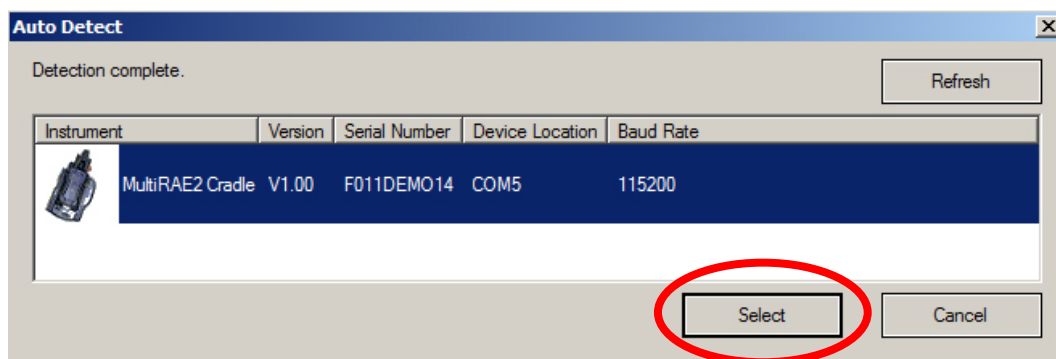 Auto Detect
Detection complete.
Refresh
Instrument Version Serial Number Device Location Baud Rate
MultiRAE2 Cradle V1.00 F011DEMO14 COM5 115200
Select Cancel